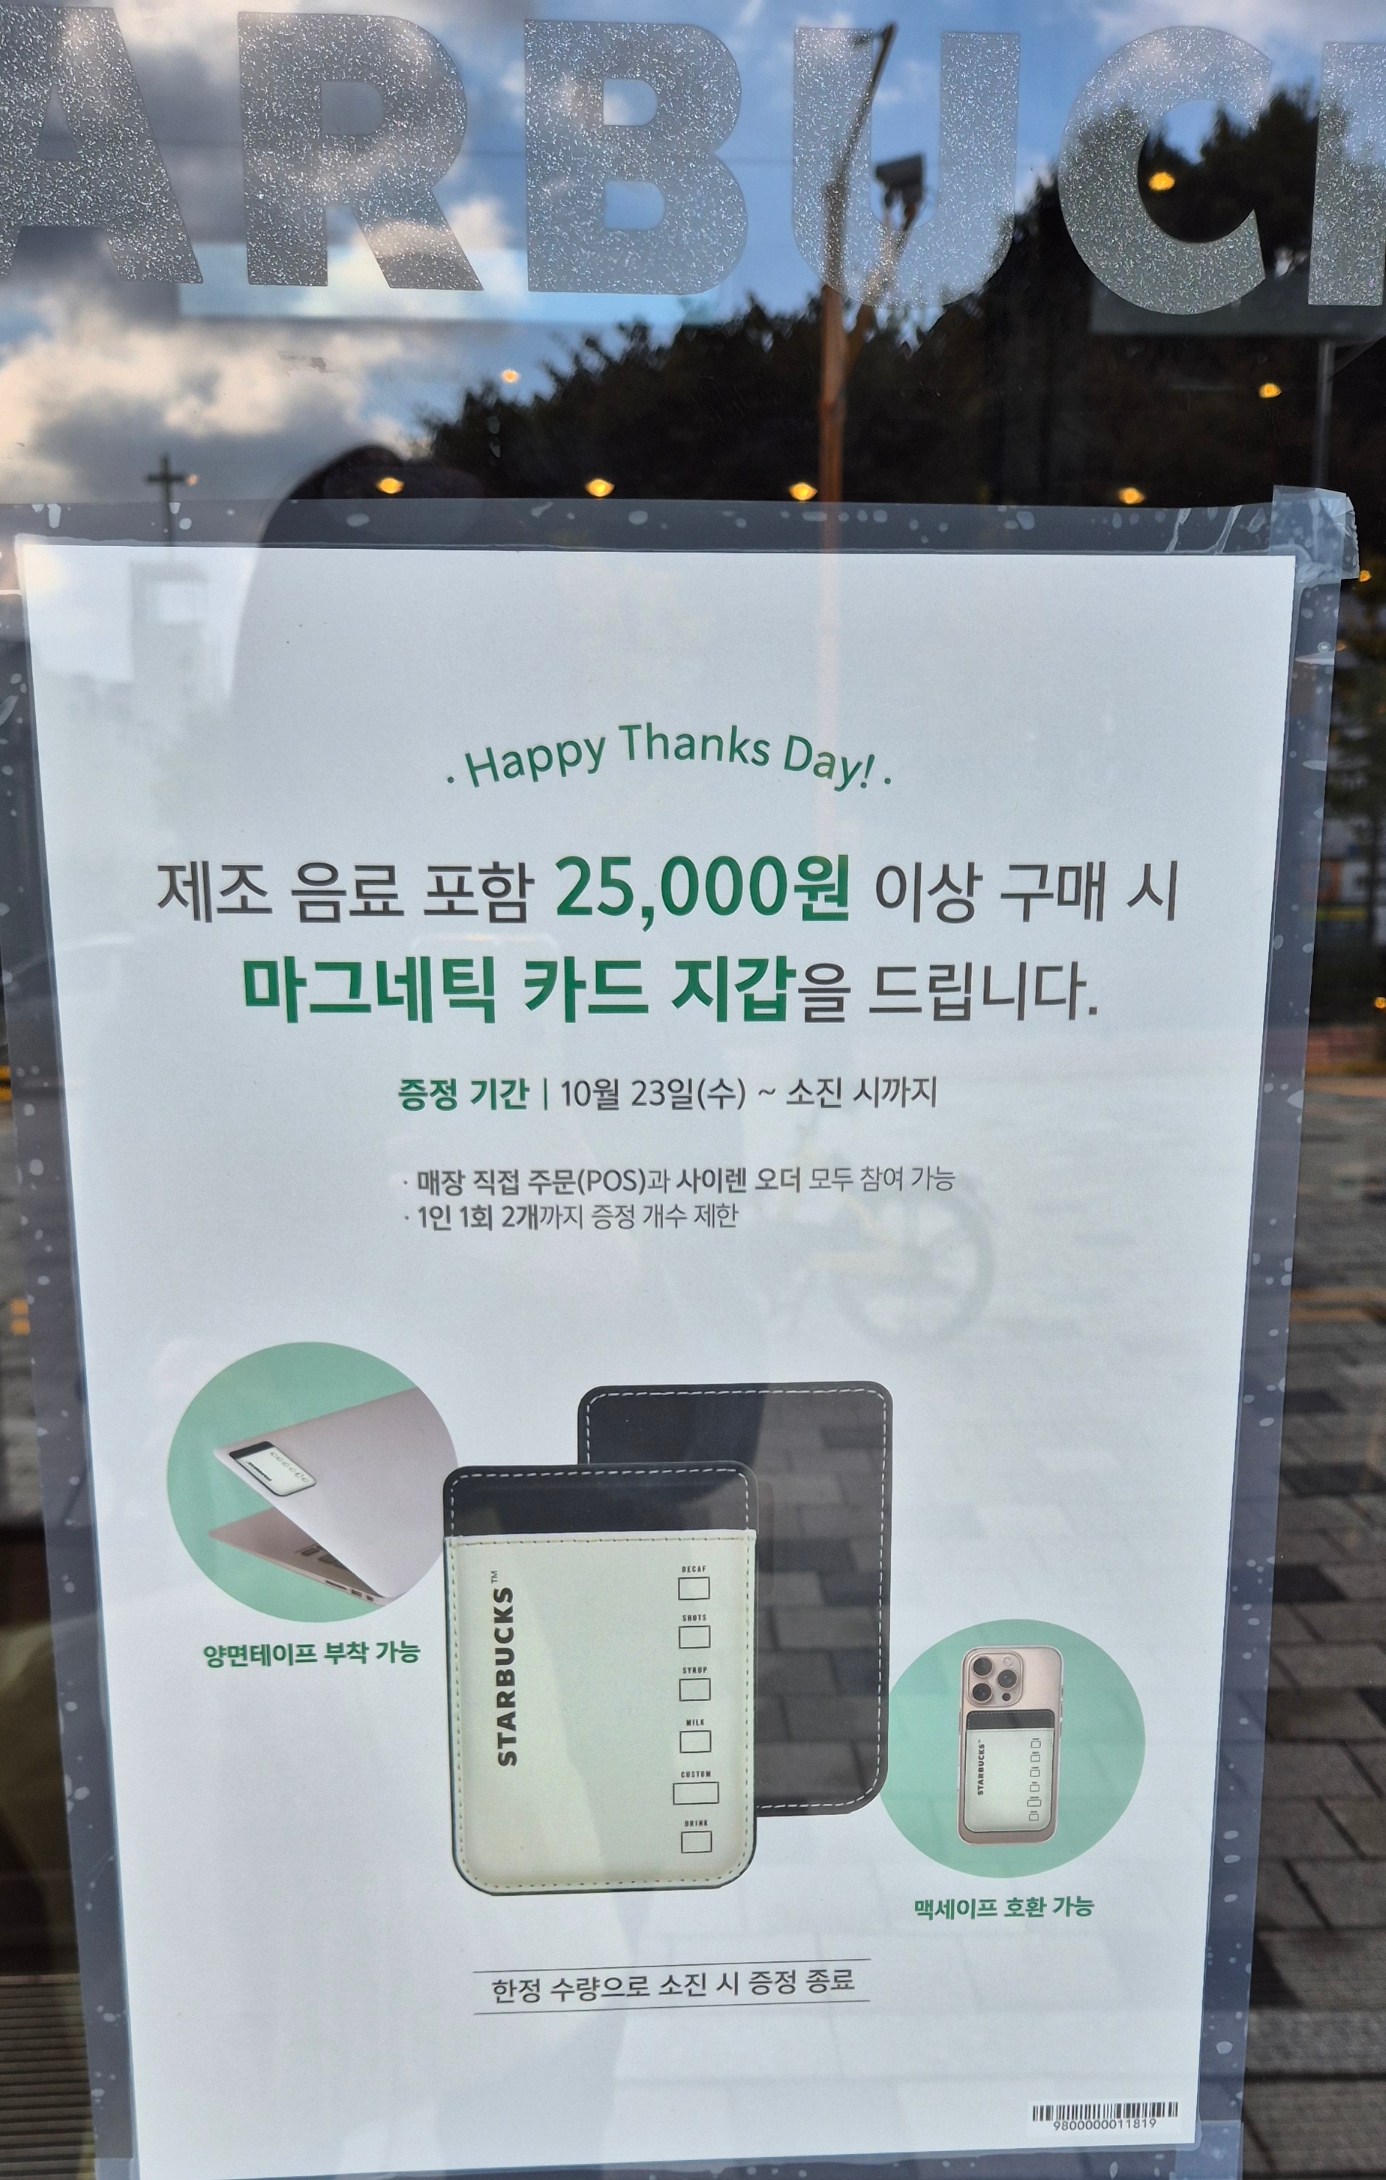 ARBUC
· Happy Thanks Day! ·
제조 음료 포함 25,000원 이상 구매 시
마그네틱 카드 지갑을 드립니다.
증정 기간 | 10월 23일(수) ~ 소진 시까지
· 매장 직접 주문(POS)과 사이렌 오더 모두 참여 가능
· 1인 1회 2개까지 증정 개수 제한
양면테이프 부착 가능
STARBUCKS™
DECAF
SHOTS
SYRUP
MILK
CUSTOM
DRINK
STARBUCKS
맥세이프 호환 가능
한정 수량으로 소진 시 증정 종료
9800000011819